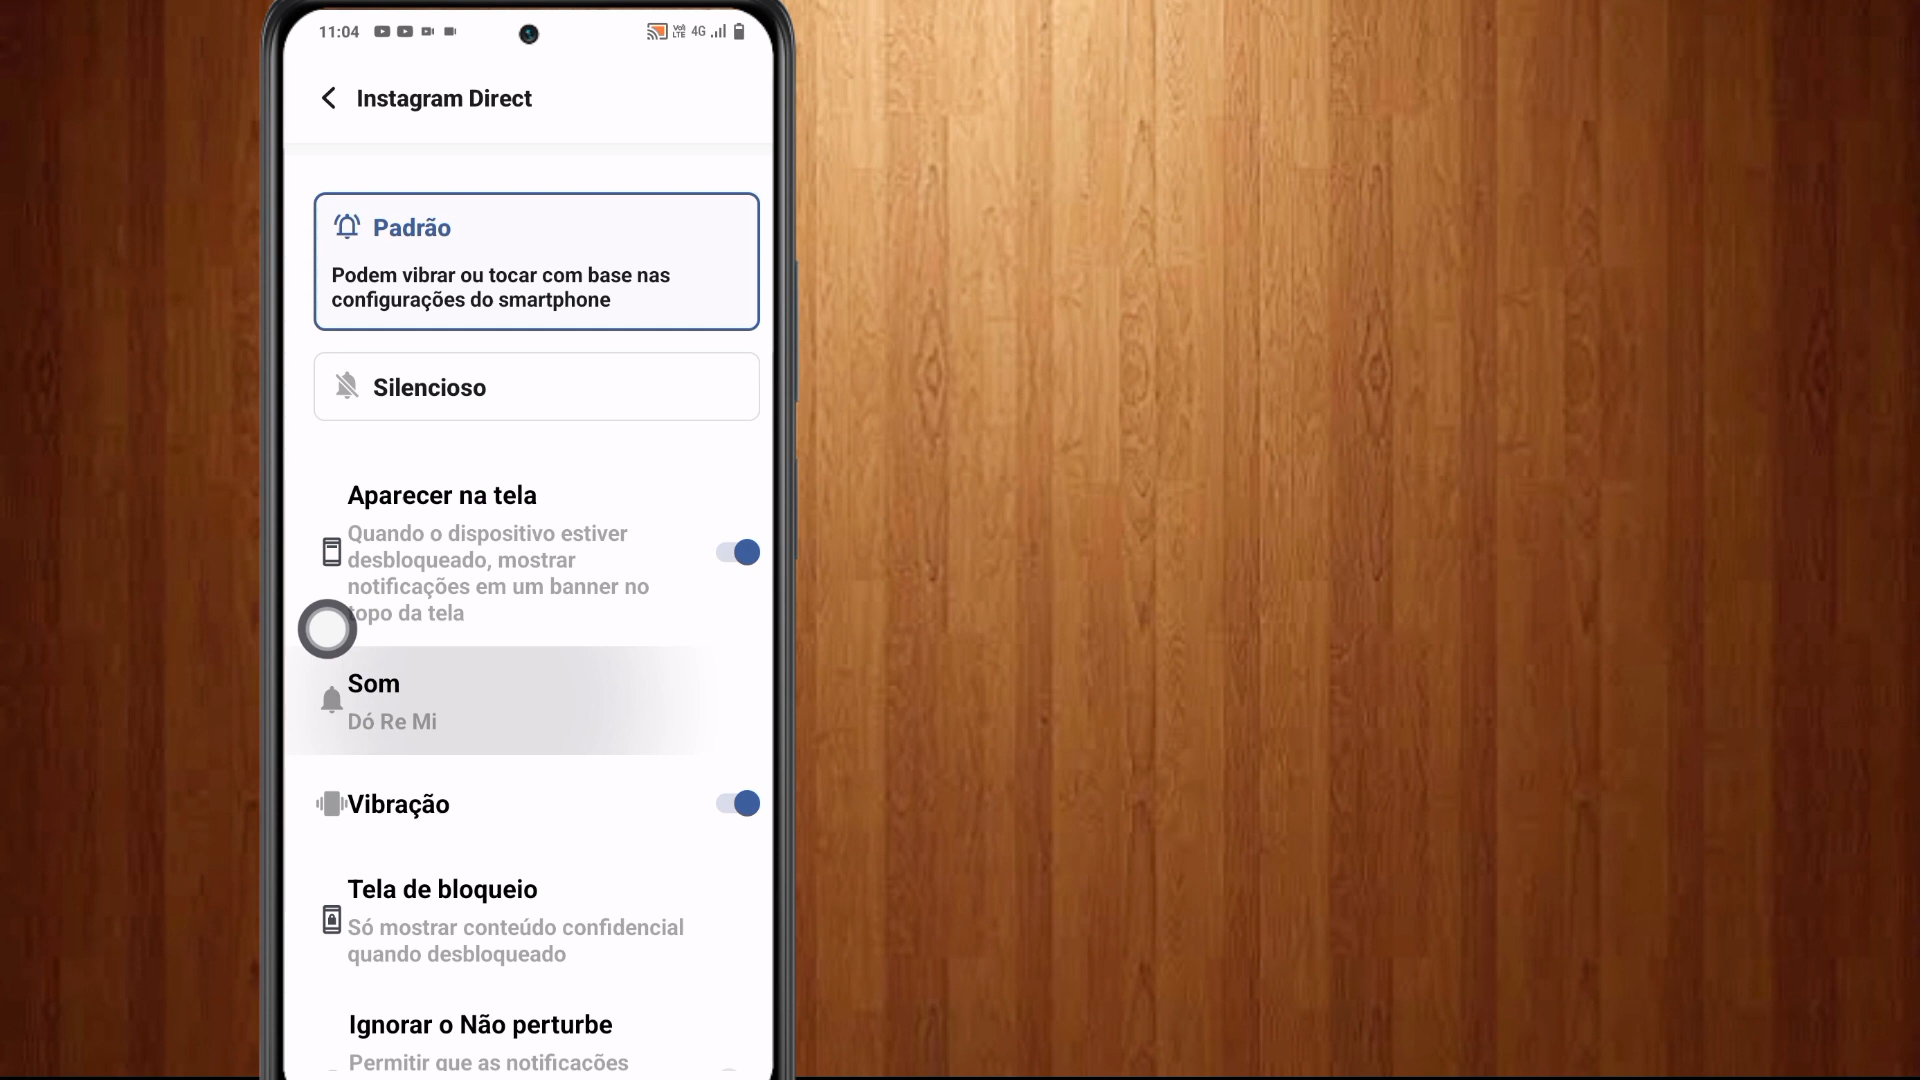 11:04
Vo)
LTE
4G
Instagram Direct
Padrão
Podem vibrar ou tocar com base nas
configurações do smartphone
Silencioso
Aparecer na tela
Quando o dispositivo estiver
desbloqueado, mostrar
notificações em um banner no
topo da tela
Som
Dó Re Mi
Vibração
Tela de bloqueio
Só mostrar conteúdo confidencial
quando desbloqueado
Ignorar o Não perturbe
Permitir que as notificações